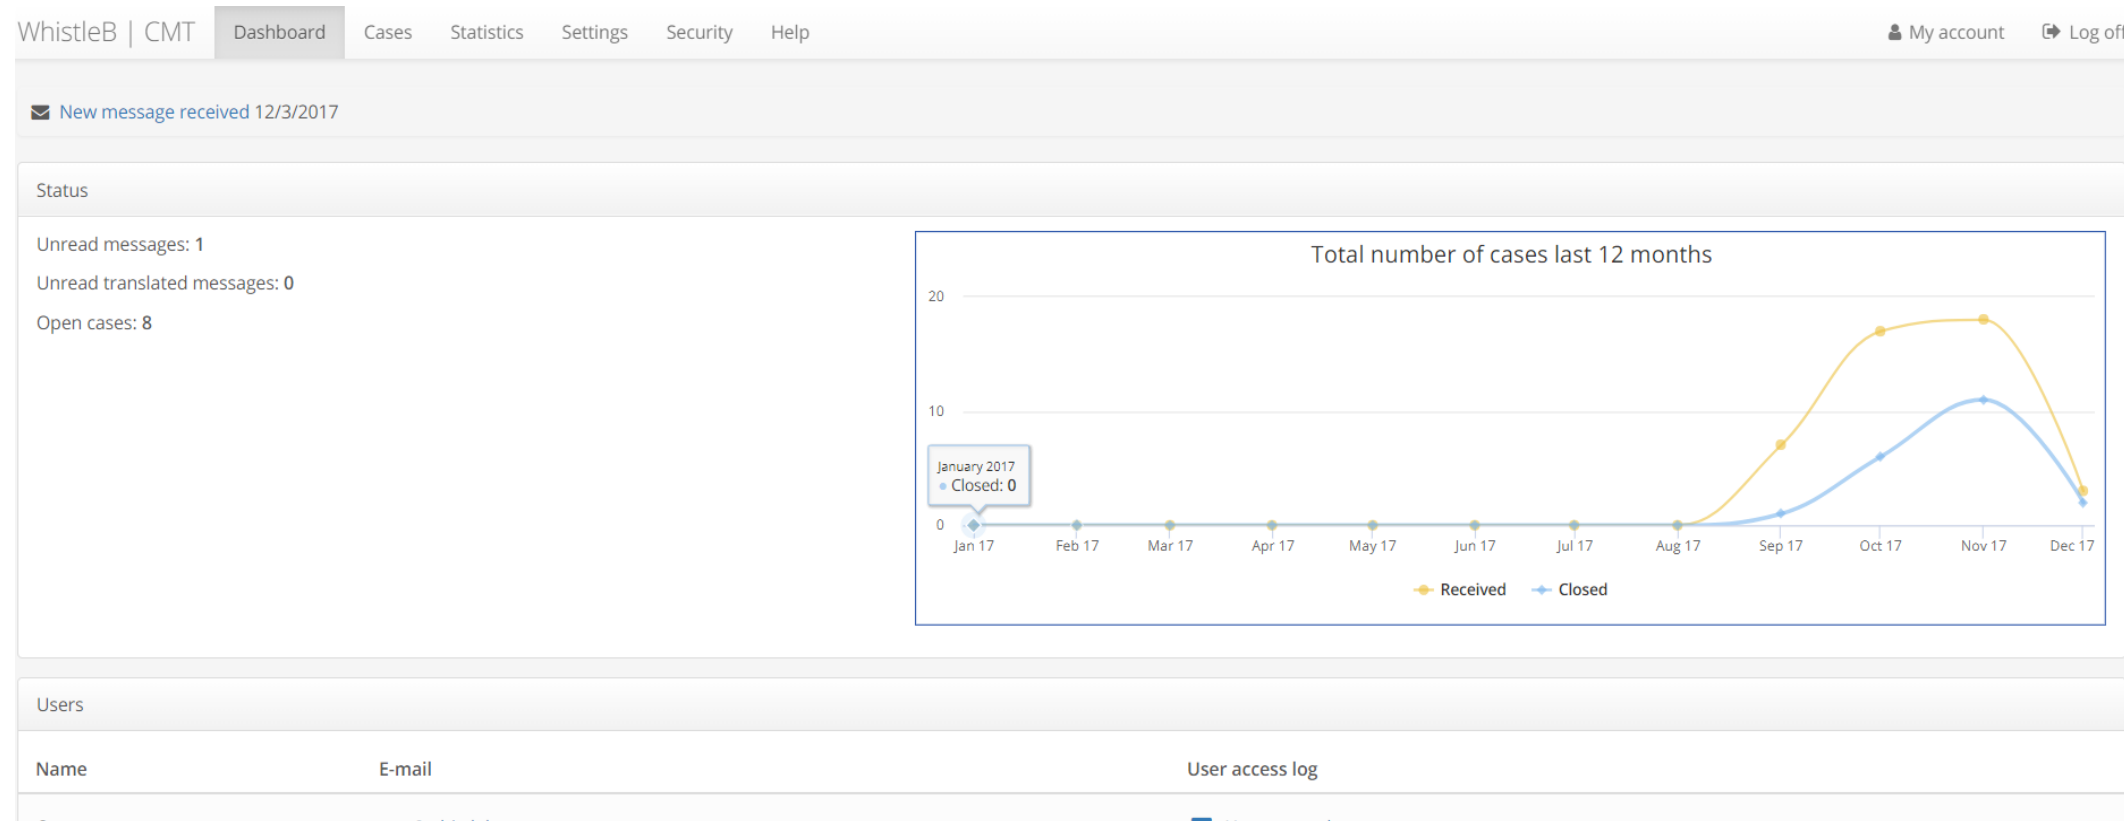 WhistleB | CMT Dashboard Cases Statistics Settings Security Help My account Log off
New message received 12/3/2017
Status
Unread messages: 1
Unread translated messages: 0
Open cases: 8
Total number of cases last 12 months
20
10
January 2017
Closed: 0
0
Jan 17 Feb 17 Mar 17 Apr 17 May 17 Jun 17 Jul 17 Aug 17 Sep 17 Oct 17 Nov 17 Dec 17
Received Closed
Users
Name E-mail User access log